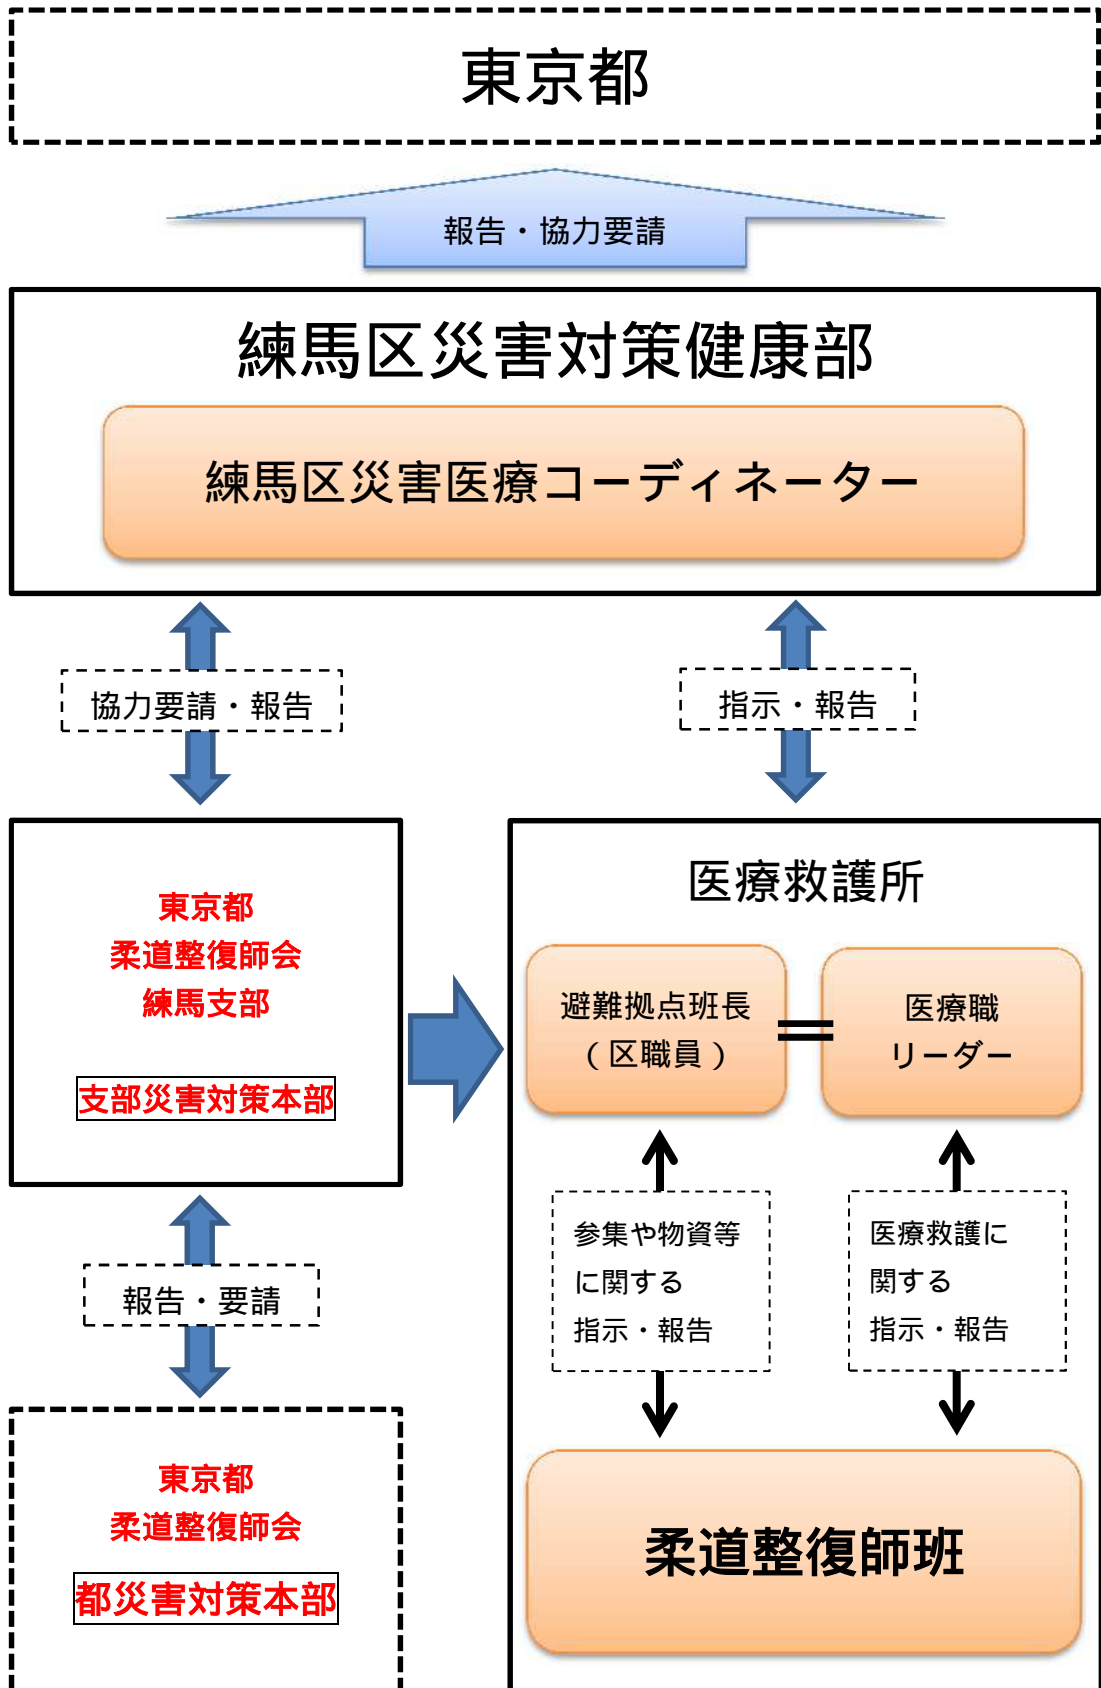 東京都
報告・協力要請
練馬区災害対策健康部
練馬区災害医療コーディネーター
協力要請・報告
指示・報告
東京都
柔道整復師会
練馬支部
支部災害対策本部
医療救護所
避難拠点班長
(区職員)
=
医療職
リーダー
参集や物資等
に関する
指示・報告
医療救護に
関する
指示・報告
報告・要請
東京都
柔道整復師会
都災害対策本部
柔道整復師班